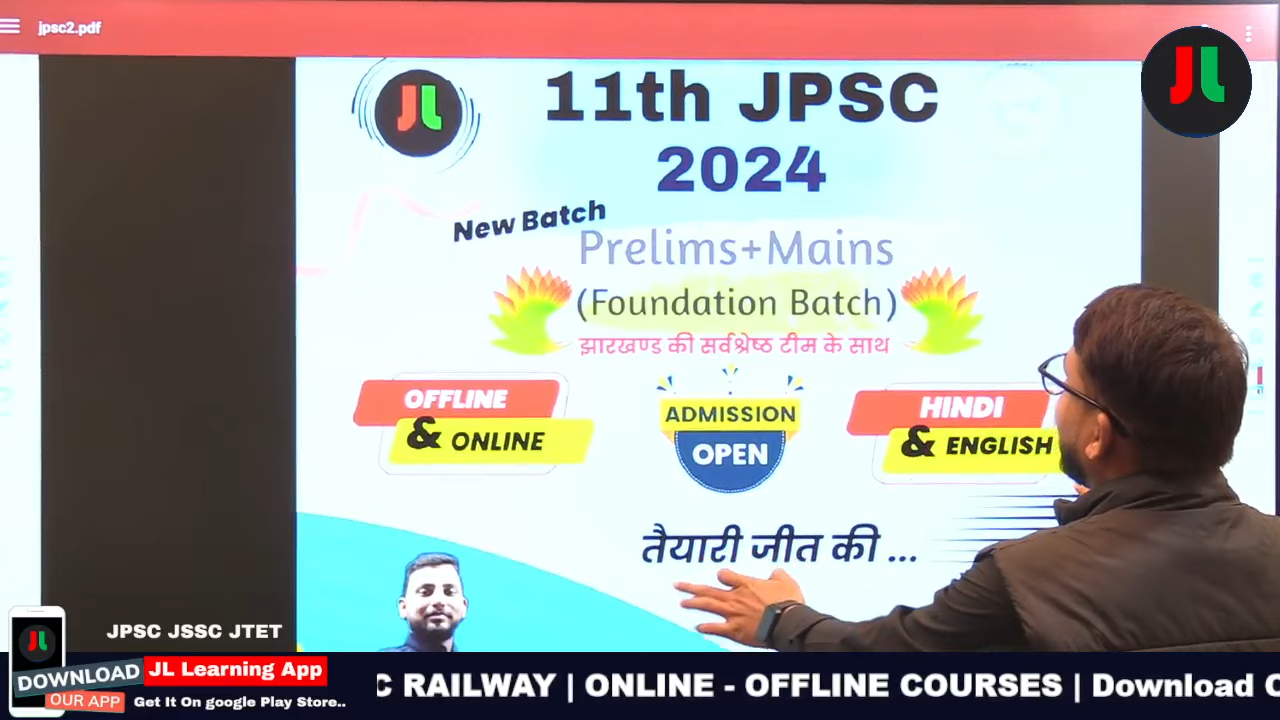 jpsc2.pdf
JL
JL
11th JPSC
2024
New Batch
Prelims+Mains
(Foundation Batch)
झारखण्ड की सर्वश्रेष्ठ टीम के साथ
OFFLINE
& ONLINE
ADMISSION
OPEN
HINDI
& ENGLISH
तैयारी जीत की ...
JPSC JSSC JTET
JL
DOWNLOAD
OUR APP
JL Learning App
Get It On google Play Store..
C RAILWAY | ONLINE - OFFLINE COURSES | Download